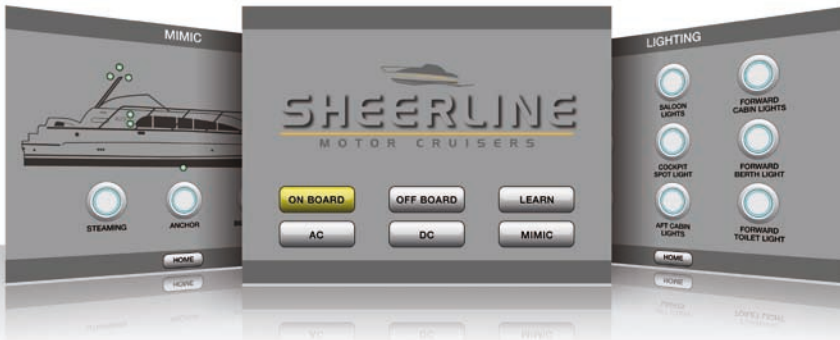 MIMIC
STEAMING
ANCHOR
HOME
SHEERLINE
MOTOR CRUISERS
ON BOARD
OFF BOARD
LEARN
AC
DC
MIMIC
LIGHTING
SALOON
LIGHTS
FORWARD
CABIN LIGHTS
COCKPIT
SPOT LIGHT
FORWARD
BERTH LIGHT
AFT CABIN
LIGHTS
FORWARD
TOILET LIGHT
HOME